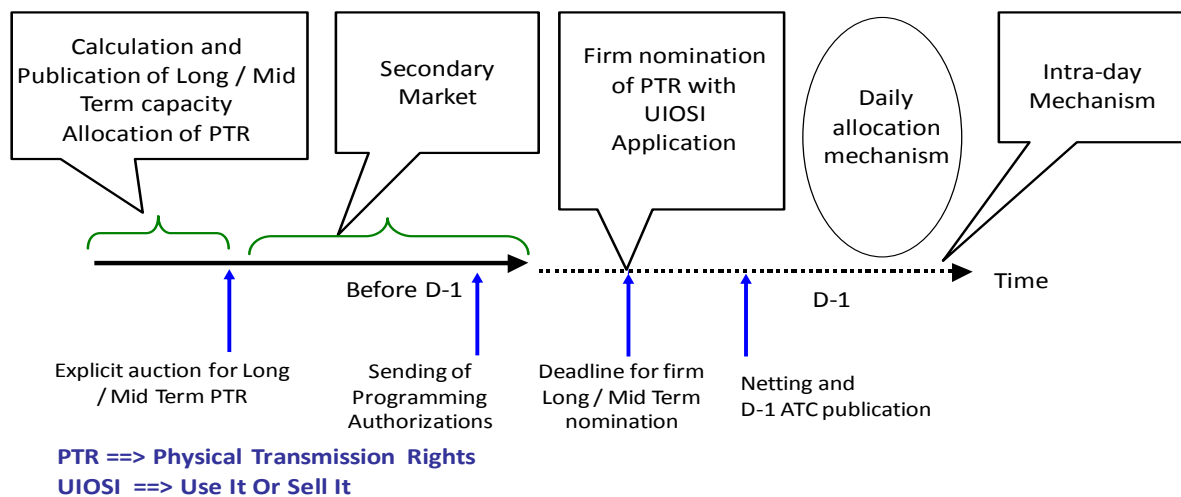 Calculation and
Publication of Long / Mid
Term capacity
Allocation of PTR
Secondary
Market
Firm nomination
of PTR with
UIOSI
Application
Daily
allocation
mechanism
Intra-day
Mechanism
Before D-1
D-1
Time
Explicit auction for Long
/ Mid Term PTR
Sending of
Programming
Authorizations
Deadline for firm
Long / Mid Term
nomination
Netting and
D-1 ATC publication
PTR ==> Physical Transmission Rights
UIOSI ==> Use It Or Sell It